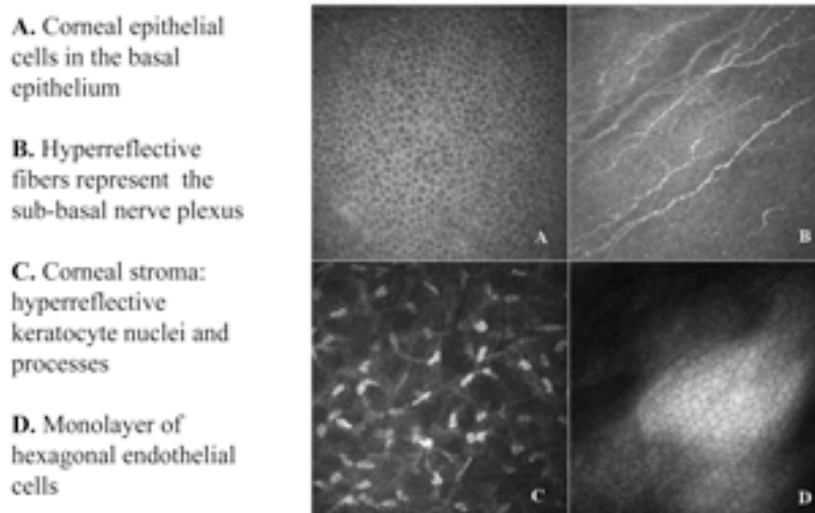 A. Corneal epithelial
cells in the basal
epithelium
B. Hyperreflective
fibers represent the
sub-basal nerve plexus
C. Corneal stroma:
hyperreflective
keratocyte nuclei and
processes
D. Monolayer of
hexagonal endothelial
cells
A
B
C
D